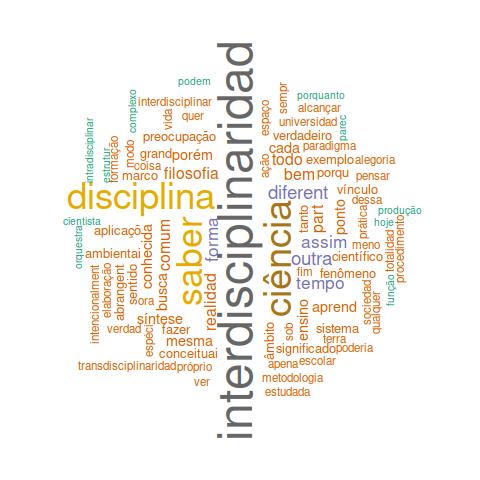 podem
interdisciplinar
complexo
vida
quer
intradisciplinar
estrutur
formação
modo
preocupação
grand
porém
coisa
marco
filosofia
disciplina
cientista
orquestra
aplicaçõ
ambientai
intencionalment
elaboração
abrangent
sentido
conhecida
comum
busca
saber
forma
realidad
sora
síntese
verdad
espéci
fazer
mesma
conceituai
transdisciplinaridad
próprio
ver
interdisciplinaridad
sempr
porquanto
espaço
alcançar
universidad
parec
verdadeiro
cada
paradigma
ação
todo
exemplo
alegoria
bem
porqu
pensar
diferent
vínculo
dessa
ciência
tanto
part
ponto
prática
produção
hoje
assim
meno
totalidad
procedimento
outra
científico
fim
fenômeno
tempo
função
sociedad
qualquer
ensino
aprend
âmbito
sob
sistema
terra
significado
poderia
apena
escolar
metodologia
estudada